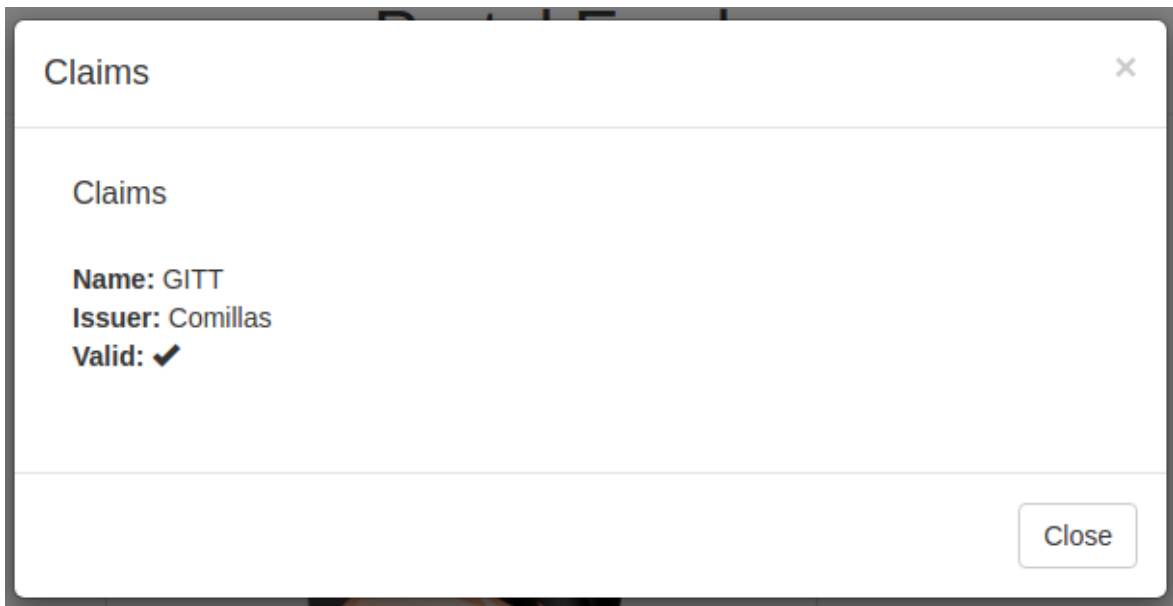 Claims
×
Claims
Name: GITT
Issuer: Comillas
Valid: ✔
Close